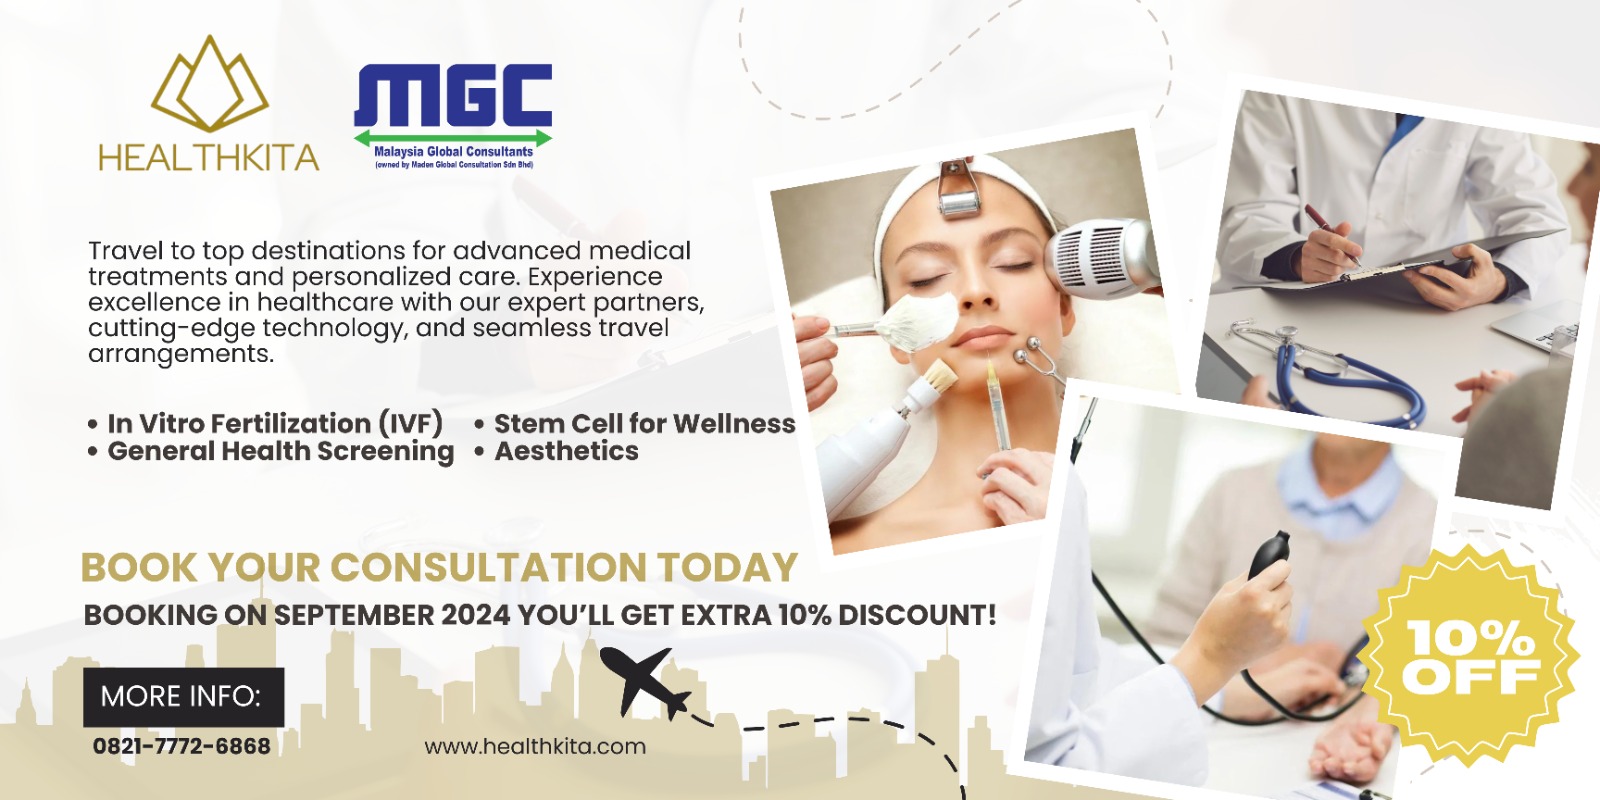 HEALTHKITA
MGC
Malaysia Global Consultants
(owned by Maden Global Consultation Sdn Bhd)
Travel to top destinations for advanced medical
treatments and personalized care. Experience
excellence in healthcare with our expert partners,
cutting-edge technology, and seamless travel
arrangements.
• In Vitro Fertilization (IVF)
• General Health Screening
• Stem Cell for Wellness
• Aesthetics
BOOK YOUR CONSULTATION TODAY
BOOKING ON SEPTEMBER 2024 YOU'LL GET EXTRA 10% DISCOUNT!
MORE INFO:
0821-7772-6868
www.healthkita.com
10%
OFF